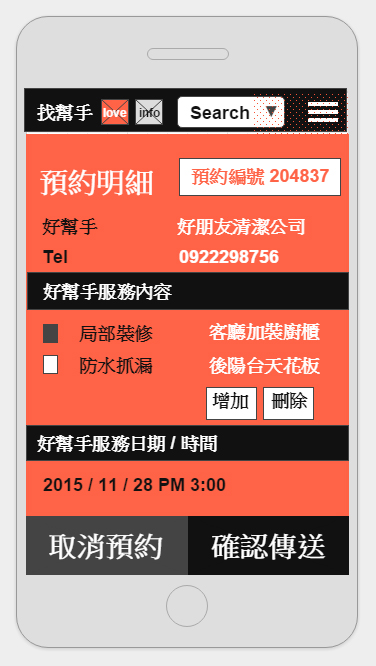 找幫手 love info Search
預約明細 預約編號 204837
好幫手 好朋友清潔公司
Tel 0922298756
好幫手服務內容
局部裝修 客廳加裝廚櫃
防水抓漏 後陽台天花板
增加 刪除
好幫手服務日期 / 時間
2015 / 11 / 28 PM 3:00
取消預約 確認傳送